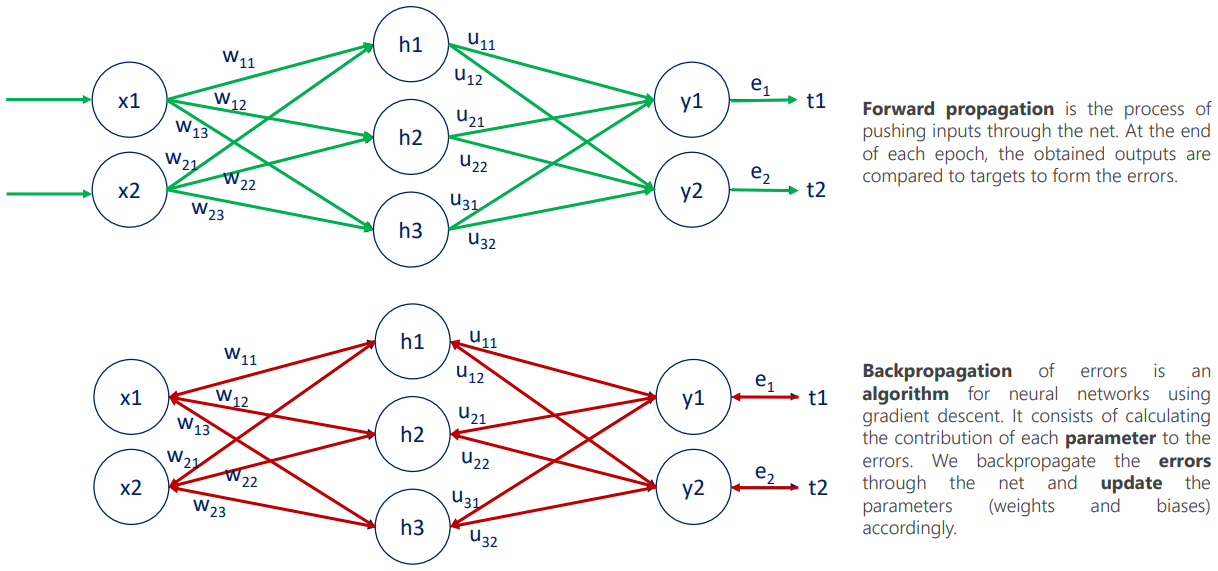 w11
w12
w13
w21
w22
w23
x1
x2
h1
h2
h3
u11
u12
u21
u22
u31
u32
y1
y2
e1
t1
e2
t2
Forward propagation is the process of
pushing inputs through the net. At the end
of each epoch, the obtained outputs are
compared to targets to form the errors.
w11
w12
w13
w21
w22
w23
x1
x2
h1
h2
h3
u11
u12
u21
u22
u31
u32
y1
y2
e1
t1
e2
t2
Backpropagation of errors is an
algorithm for neural networks using
gradient descent. It consists of calculating
the contribution of each parameter to the
errors. We backpropagate the errors
through the net and update the
parameters (weights and biases)
accordingly.